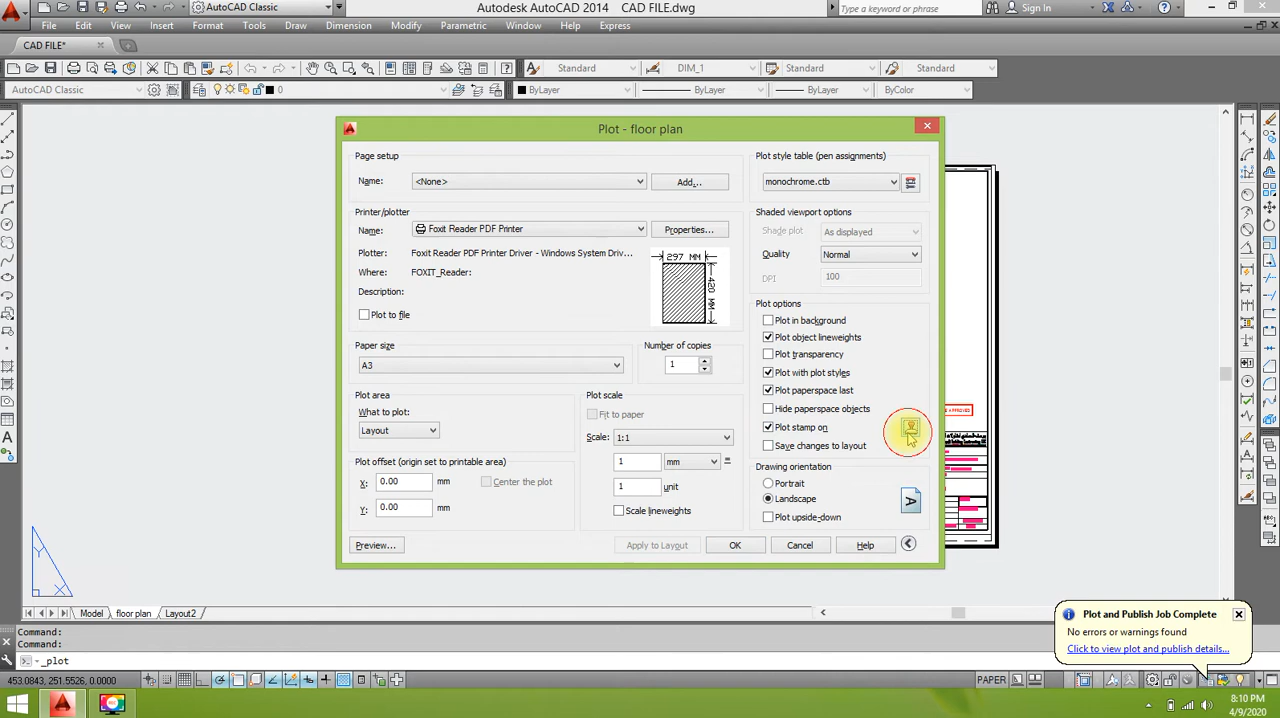 AutoCAD Classic
Autodesk AutoCAD 2014 CAD FILE.dwg
Type a keyword or phrase
Sign In
File Edit View Insert Format Tools Draw Dimension Modify Parametric Window Help Express
CAD FILE*
Standard DIM_1 Standard Standard
AutoCAD Classic 0 ByLayer ByLayer ByLayer ByColor
Plot - floor plan
Page setup
Name: <None> Add...
Printer/plotter
Name: Foxit Reader PDF Printer Properties...
Plotter: Foxit Reader PDF Printer Driver - Windows System Driv...
Where: FOXIT_Reader:
Description:
Plot to file
297 MM
420 MM
Paper size
A3
Number of copies
1
Plot area
What to plot:
Layout
Plot scale
Fit to paper
Scale: 1:1
1 mm =
1 unit
Scale lineweights
Plot offset (origin set to printable area)
X: 0.00 mm Center the plot
Y: 0.00 mm
Plot style table (pen assignments)
monochrome.ctb
Shaded viewport options
Shade plot As displayed
Quality Normal
DPI 100
Plot options
Plot in background
Plot object lineweights
Plot transparency
Plot with plot styles
Plot paperspace last
Hide paperspace objects
Plot stamp on
Save changes to layout
Drawing orientation
Portrait
Landscape
Plot upside-down
A
Preview... Apply to Layout OK Cancel Help
Y
X
Model floor plan Layout2
Command:
Command:
_plot
Plot and Publish Job Complete
No errors or warnings found
Click to view plot and publish details...
453.0843, 251.5526, 0.0000
PAPER
8:10 PM
4/9/2020